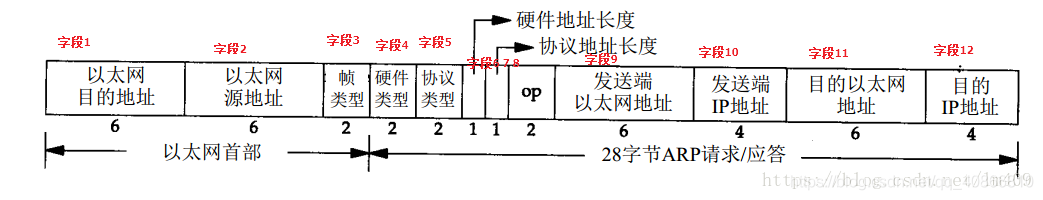 硬件地址长度
协议地址长度
字段1
字段2
字段3
字段4
字段5
字段6 7 8
字段9
字段10
字段11
字段12
以太网
目的地址
以太网
源地址
帧
类型
硬件
类型
协议
类型
op
发送端
以太网地址
发送端
IP地址
目的以太网
地址
目的
IP地址
6
6
2
2
2
1
1
2
6
4
6
4
以太网首部
28字节ARP请求/应答